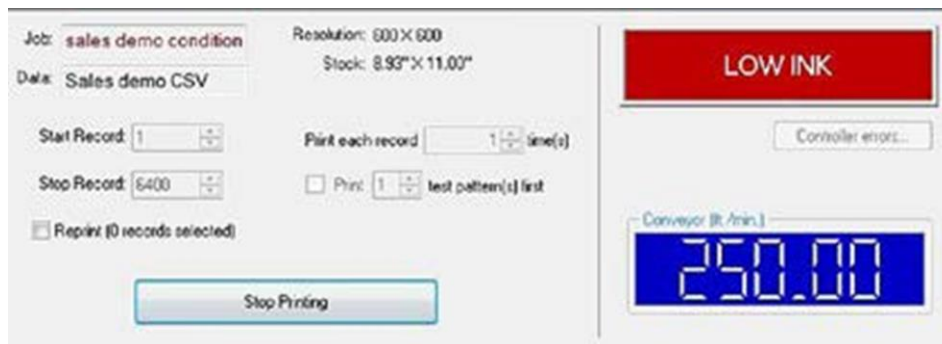 Job: sales demo condition
Data: Sales demo CSV
Resolution: 600 X 600
Stock: 8.93" X 11.00"
Start Record: 1
Stop Record: 6400
Reprint (0 records selected)
Print each record 1 time(s)
Print 1 test pattern(s) first
Stop Printing
LOW INK
Controller errors...
Conveyor (ft./min.)
250.00